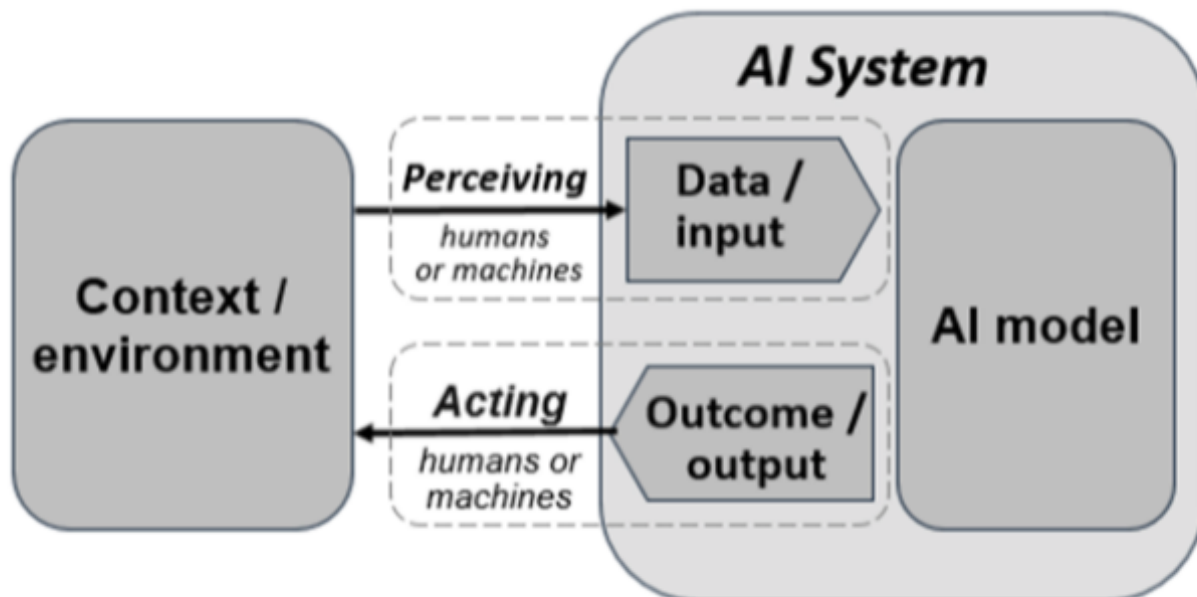 AI System
Perceiving
humans
or machines
Data /
input
Context /
environment
AI model
Acting
humans or
machines
Outcome /
output